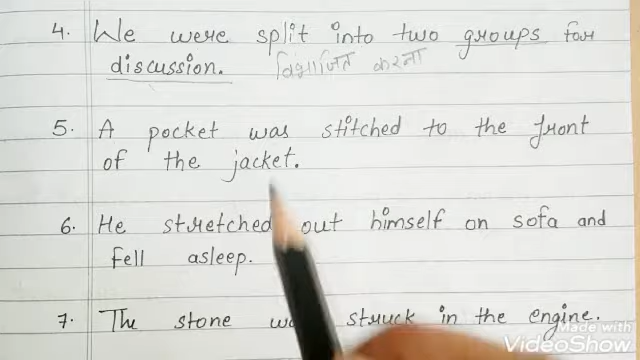 4. We were split into two groups for
discussion. विभाजित करना
5. A pocket was stitched to the front
of the jacket.
6. He stretched out himself on sofa and
fell asleep.
7. The stone struck in the engine.
Made with
VideoShow